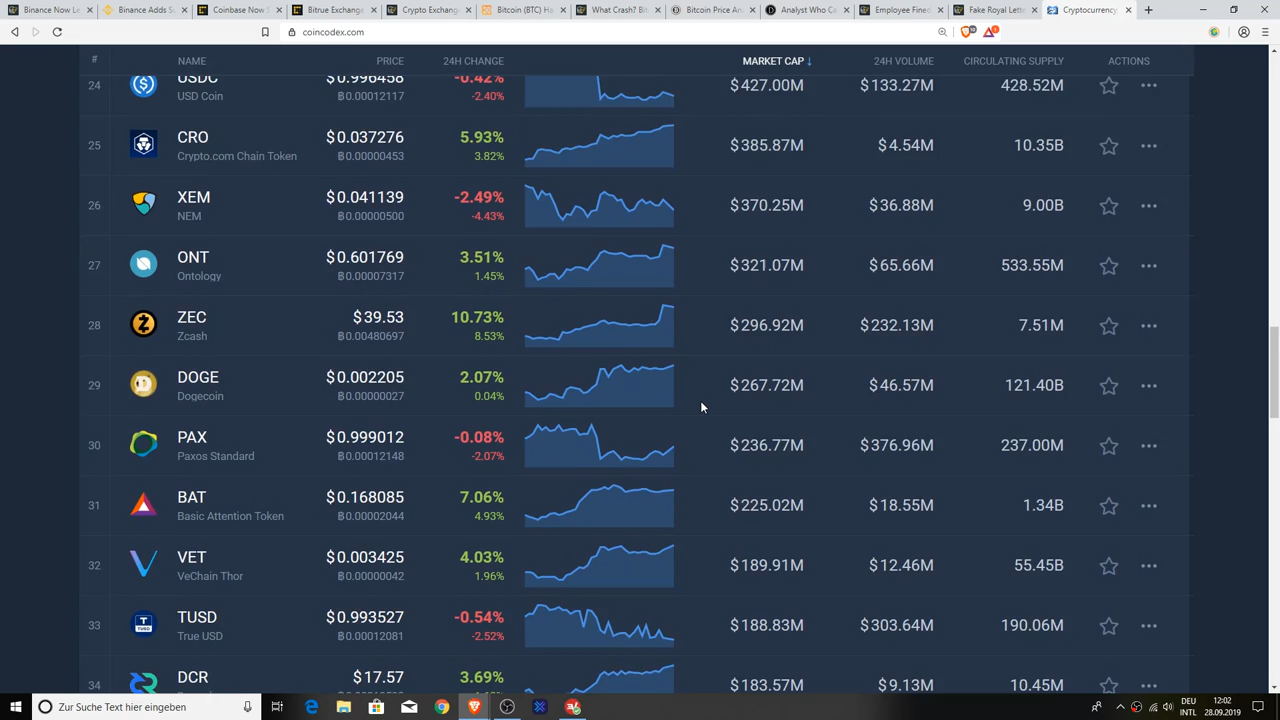 Binance Now Le
Binance Adds S
Coinbase Now S
Bitrue Exchange
Crypto Exchang
Bitcoin (BTC) Ha
What Crash? Bit
Bitcoin Price An
Analyst Who Ca
Employee Fined
Fake Royal Lette
Cryptocurrency
coincodex.com
# NAME PRICE 24H CHANGE MARKET CAP ↓ 24H VOLUME CIRCULATING SUPPLY ACTIONS
24 USDC $0.996458 -0.42% $427.00M $133.27M 428.52M
USD Coin ฿0.00012117 -2.40%
25 CRO $0.037276 5.93% $385.87M $4.54M 10.35B
Crypto.com Chain Token ฿0.00000453 3.82%
26 XEM $0.041139 -2.49% $370.25M $36.88M 9.00B
NEM ฿0.00000500 -4.43%
27 ONT $0.601769 3.51% $321.07M $65.66M 533.55M
Ontology ฿0.00007317 1.45%
28 ZEC $39.53 10.73% $296.92M $232.13M 7.51M
Zcash ฿0.00480697 8.53%
29 DOGE $0.002205 2.07% $267.72M $46.57M 121.40B
Dogecoin ฿0.00000027 0.04%
30 PAX $0.999012 -0.08% $236.77M $376.96M 237.00M
Paxos Standard ฿0.00012148 -2.07%
31 BAT $0.168085 7.06% $225.02M $18.55M 1.34B
Basic Attention Token ฿0.00002044 4.93%
32 VET $0.003425 4.03% $189.91M $12.46M 55.45B
VeChain Thor ฿0.00000042 1.96%
33 TUSD $0.993527 -0.54% $188.83M $303.64M 190.06M
True USD ฿0.00012081 -2.52%
34 DCR $17.57 3.69% $183.57M $9.13M 10.45M
Zur Suche Text hier eingeben
DEU 12:02
INTL 28.09.2019